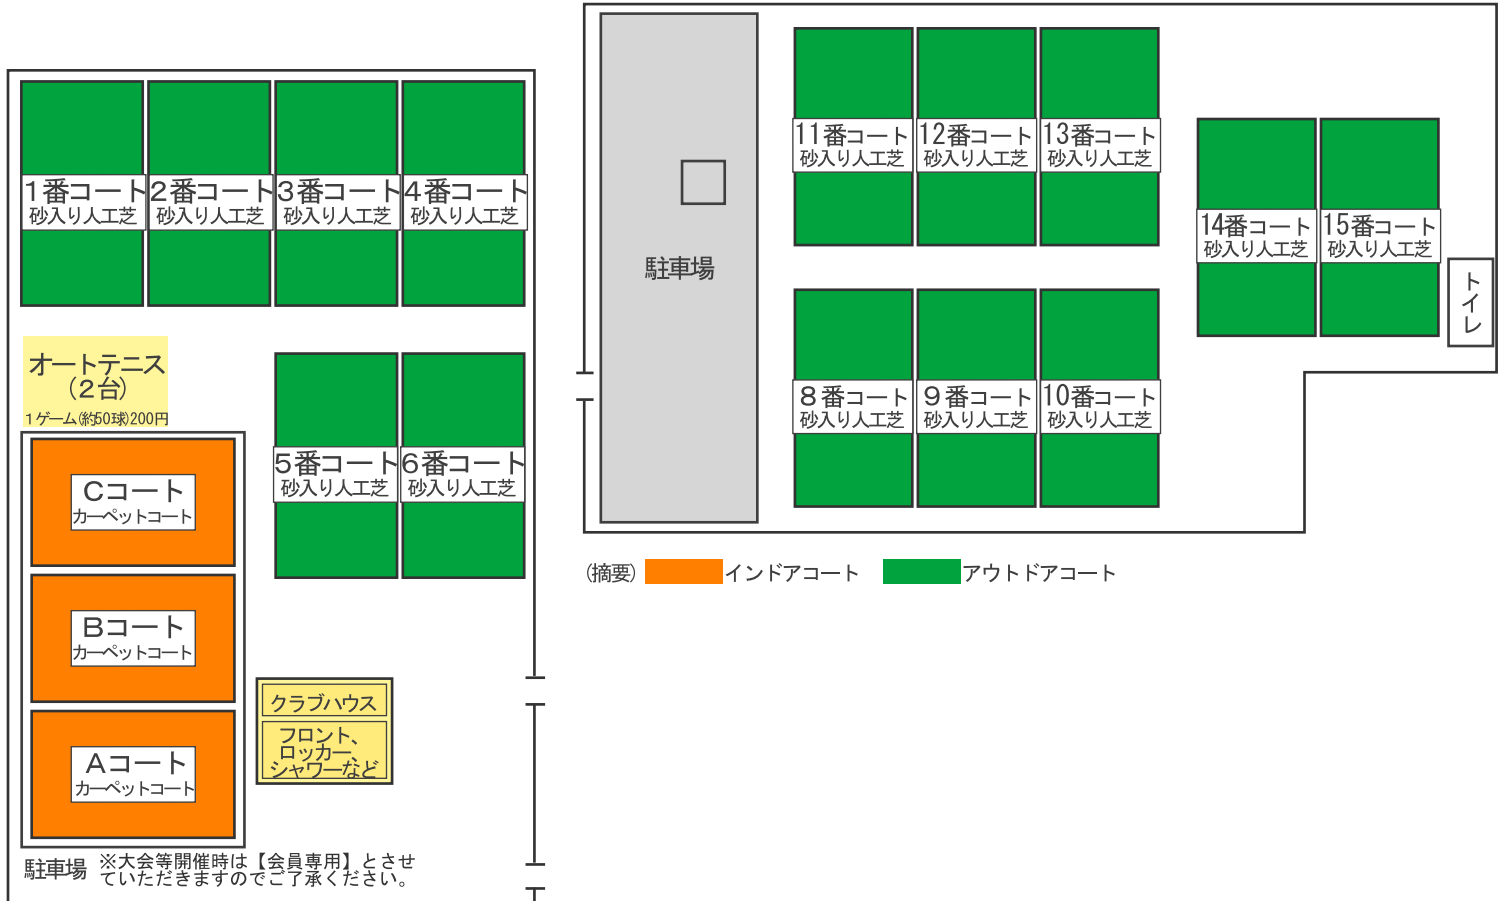 1番コート
砂入り人工芝
2番コート
砂入り人工芝
3番コート
砂入り人工芝
4番コート
砂入り人工芝
オートテニス
（2台）
1ゲーム(約50球)200円
5番コート
砂入り人工芝
6番コート
砂入り人工芝
Cコート
カーペットコート
Bコート
カーペットコート
Aコート
カーペットコート
クラブハウス
フロント、
ロッカー、
シャワーなど
駐車場
※大会等開催時は【会員専用】とさせ
ていただきますのでご了承ください。
駐車場
11番コート
砂入り人工芝
12番コート
砂入り人工芝
13番コート
砂入り人工芝
14番コート
砂入り人工芝
15番コート
砂入り人工芝
トイレ
8番コート
砂入り人工芝
9番コート
砂入り人工芝
10番コート
砂入り人工芝
(摘要) インドアコート アウトドアコート